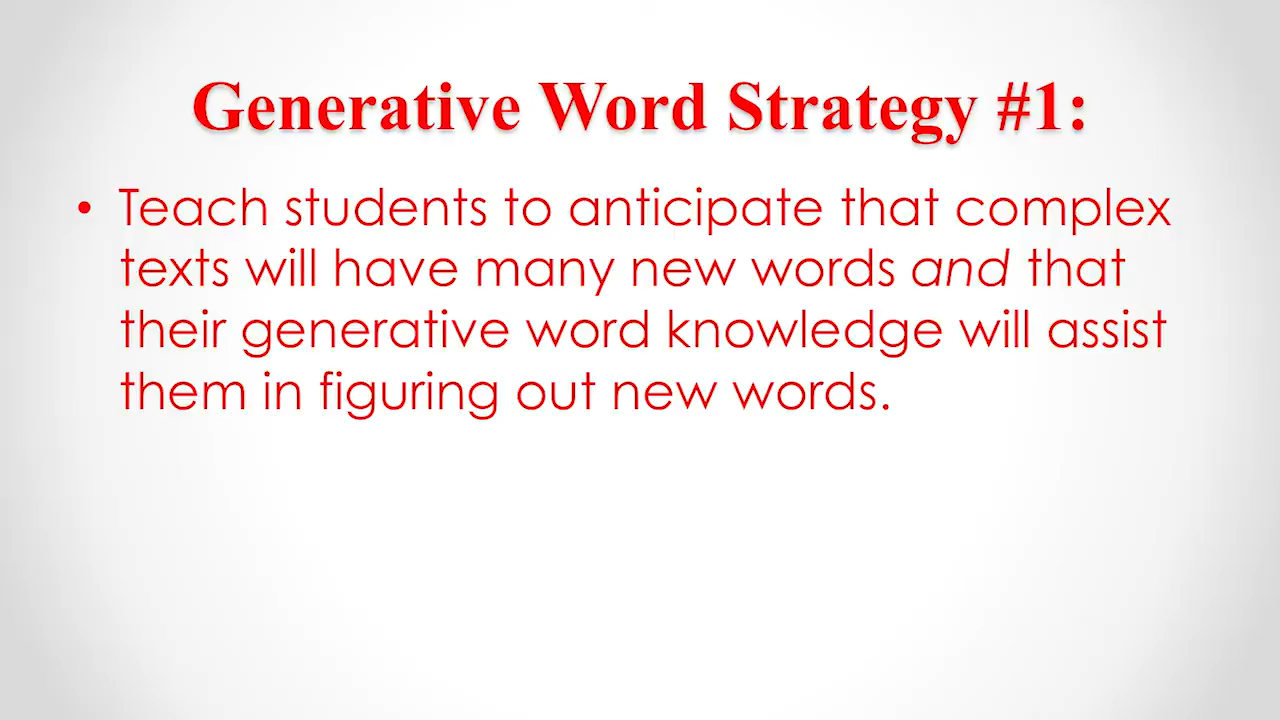 Generative Word Strategy #1:
• Teach students to anticipate that complex
texts will have many new words and that
their generative word knowledge will assist
them in figuring out new words.